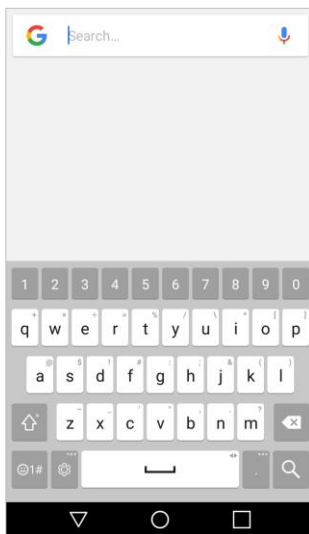 G Search...
1 2 3 4 5 6 7 8 9 0
q w e r t y u i o p
a s d f g h j k l
z x c v b n m
☺1# .